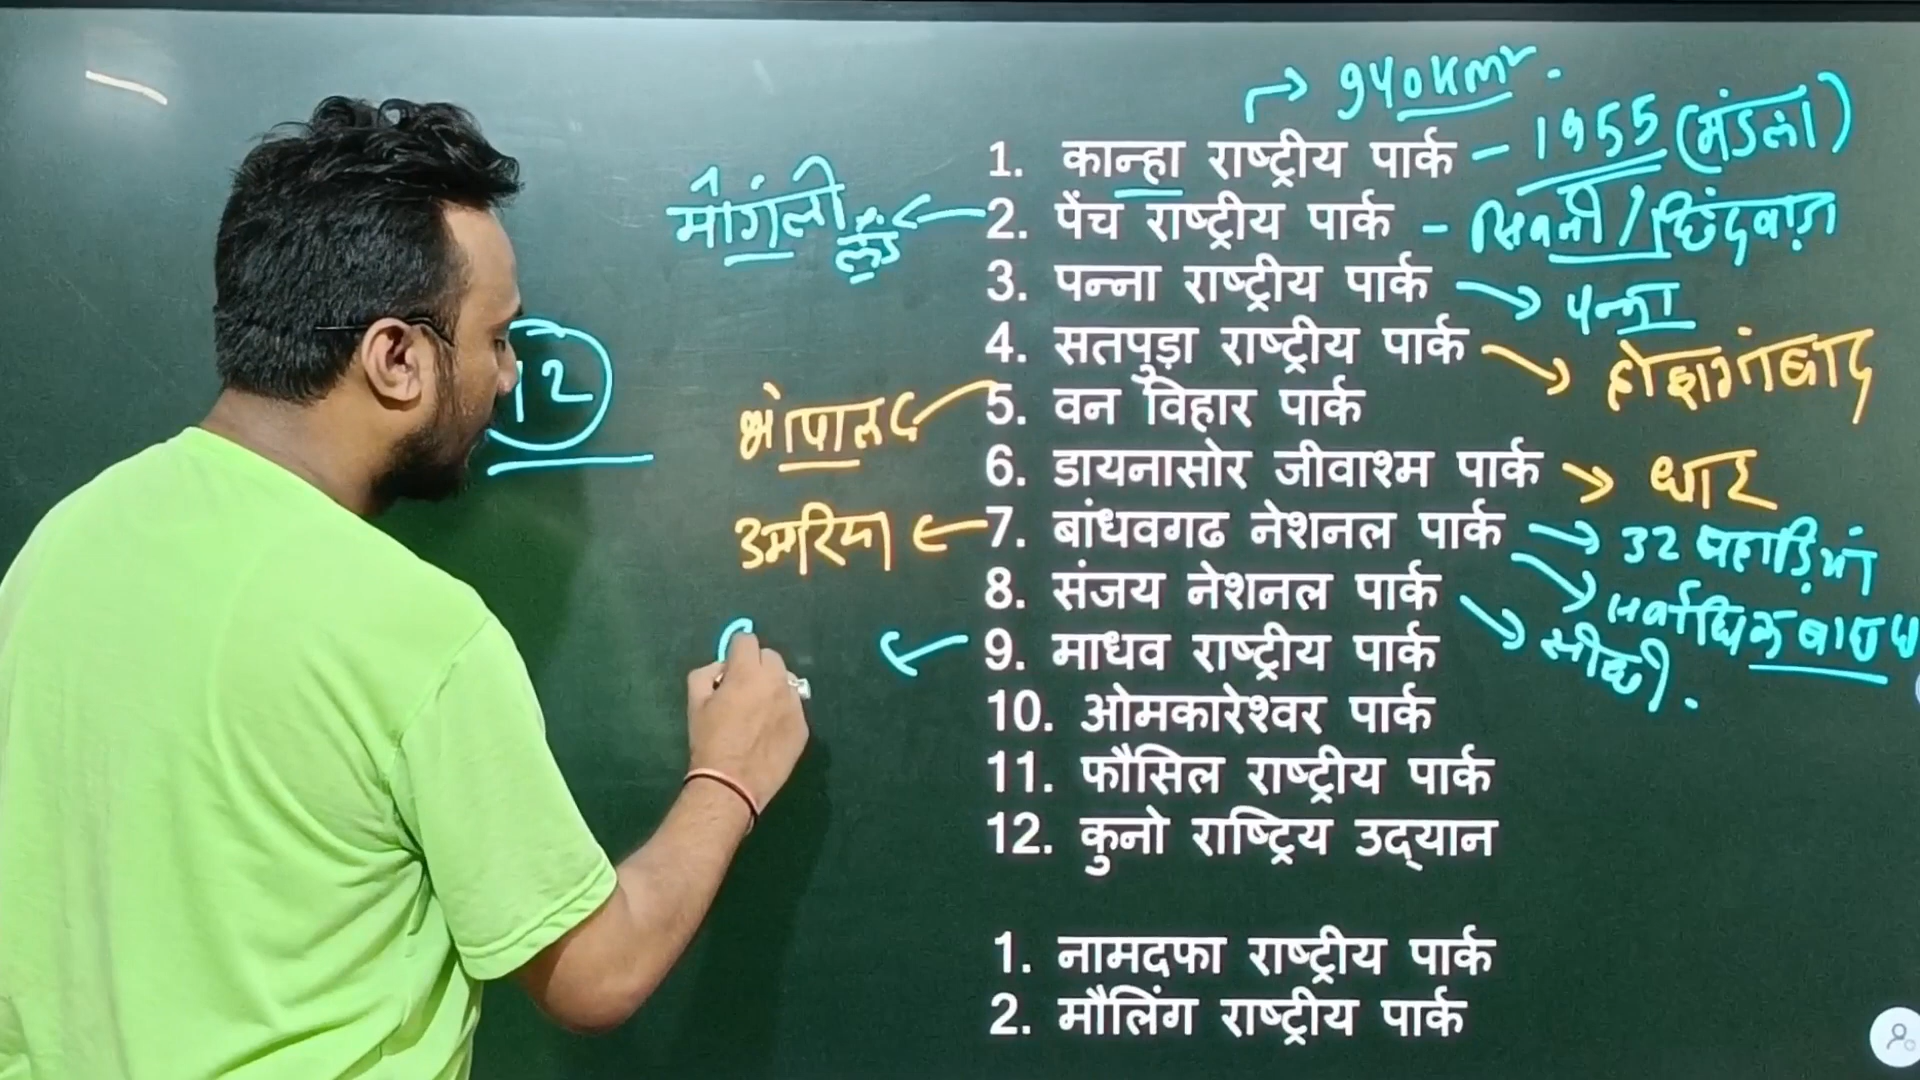 → 940 Km².
1. कान्हा राष्ट्रीय पार्क - 1955 (मंडला)
मोगली लैंड ← 2. पेंच राष्ट्रीय पार्क - सिवनी / छिंदवाड़ा
3. पन्ना राष्ट्रीय पार्क → पन्ना
4. सतपुड़ा राष्ट्रीय पार्क → होशगंगाबाद
12
भोपाल ← 5. वन विहार पार्क
6. डायनासोर जीवाश्म पार्क → धार
उमरिया ← 7. बांधवगढ नेशनल पार्क → 32 पहाड़ियां
→ सर्वाधिक बाघ घ
8. संजय नेशनल पार्क → सीधी.
← 9. माधव राष्ट्रीय पार्क
10. ओमकारेश्वर पार्क
11. फौसिल राष्ट्रीय पार्क
12. कुनो राष्ट्रिय उद्‌यान
1. नामदफा राष्ट्रीय पार्क
2. मौलिंग राष्ट्रीय पार्क